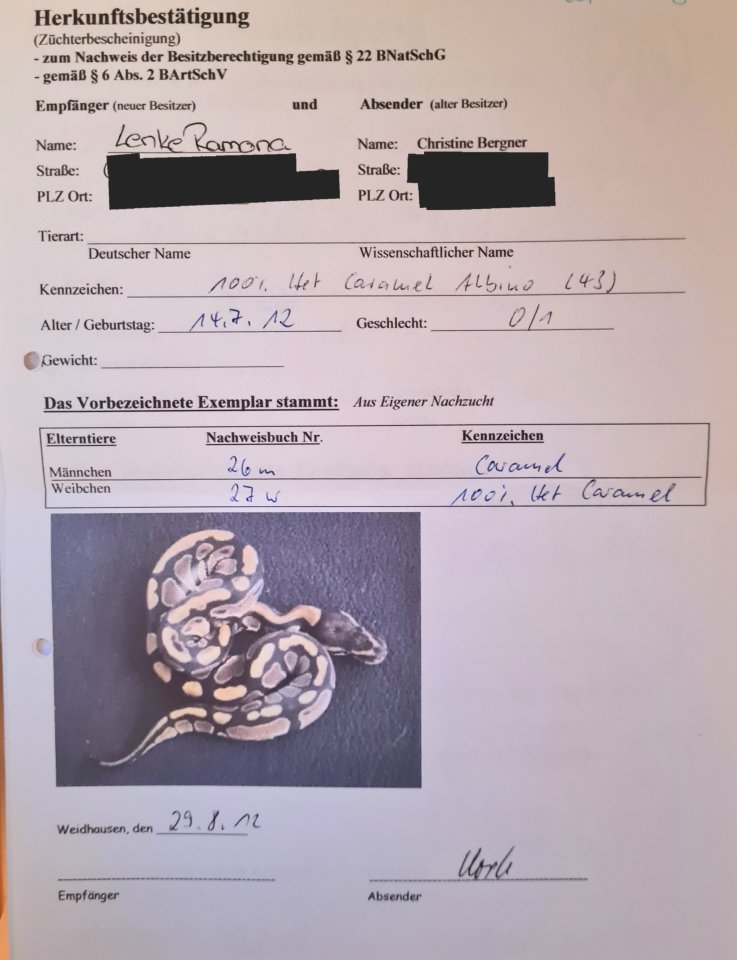 Herkunftsbestätigung
(Züchterbescheinigung)
- zum Nachweis der Besitzberechtigung gemäß § 22 BNatSchG
- gemäß § 6 Abs. 2 BArtSchV
Empfänger (neuer Besitzer) und Absender (alter Besitzer)
Name: Lenke Ramona Name: Christine Bergner
Straße: Straße:
PLZ Ort: PLZ Ort:
Tierart:
Deutscher Name Wissenschaftlicher Name
Kennzeichen: 100% Het Caramel Albino (43)
Alter / Geburtstag: 14.7.12 Geschlecht: 0/1
Gewicht:
Das Vorbezeichnete Exemplar stammt: Aus Eigener Nachzucht
Elterntiere Nachweisbuch Nr. Kennzeichen
Männchen 26 m Caramel
Weibchen 27 w 100% Het Caramel
Weidhausen, den 29.8.12
Empfänger Absender